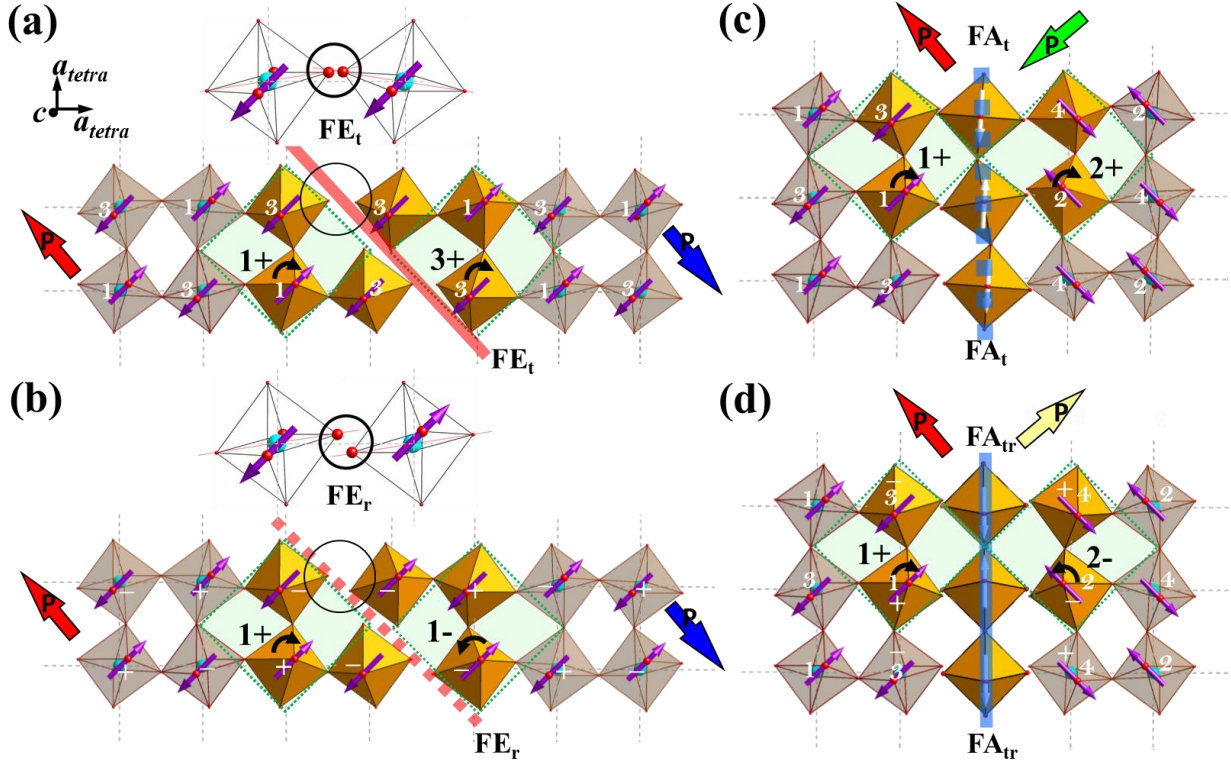 (a)
a_tetra
c a_tetra
FE_t
3 1 3 3 1 3 1
P 1+ 3+ P
1 3 1 3 3 1 3
FE_t
(b)
FE_r
– + – – + – +
P 1+ 1- P
+ – + – – + –
FE_r
(c)
P FA_t P
1 3 4 2
1+ 2+
3 1 2 4
1 3 4 2
FA_t
(d)
P FA_tr P
– +
1 3 4 2
1+ 2-
3 1 2 4
+ –
– +
1 3 4 2
FA_tr